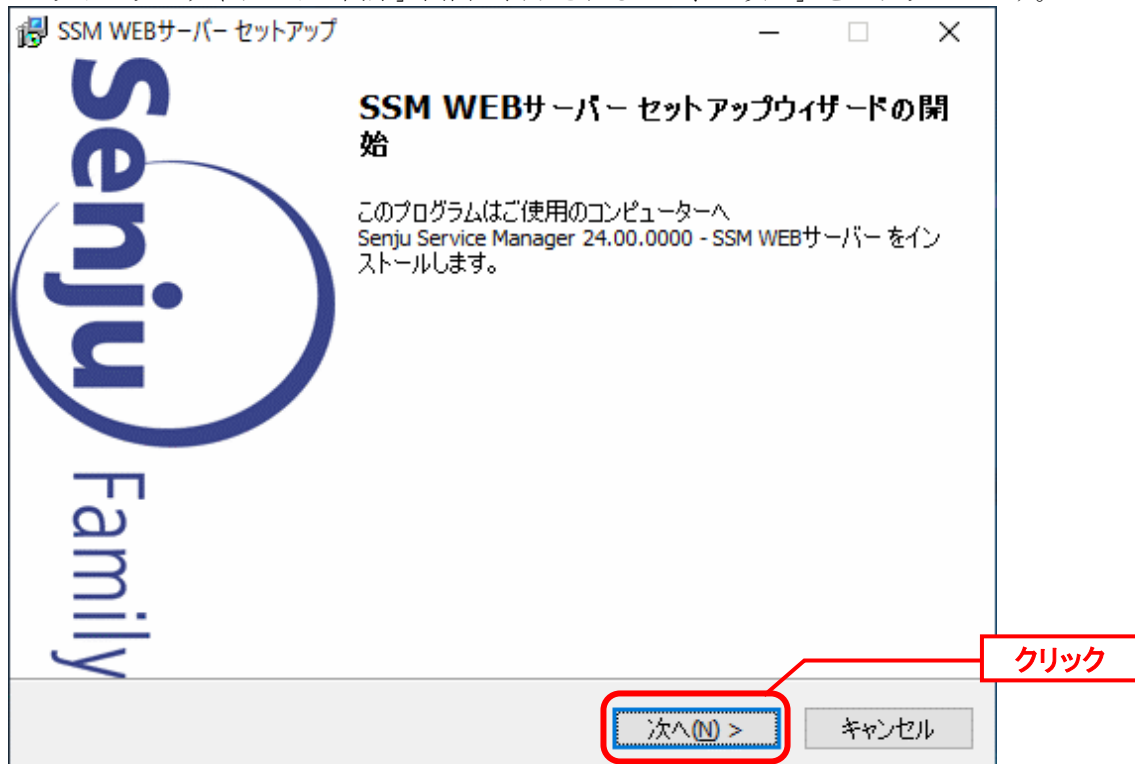 SSM WEBサーバー セットアップ
SSM WEBサーバー セットアップウィザードの開
始
このプログラムはご使用のコンピューターへ
Senju Service Manager 24.00.0000 - SSM WEBサーバー をイン
ストールします。
Senju Family
クリック
次へ(N) >
キャンセル